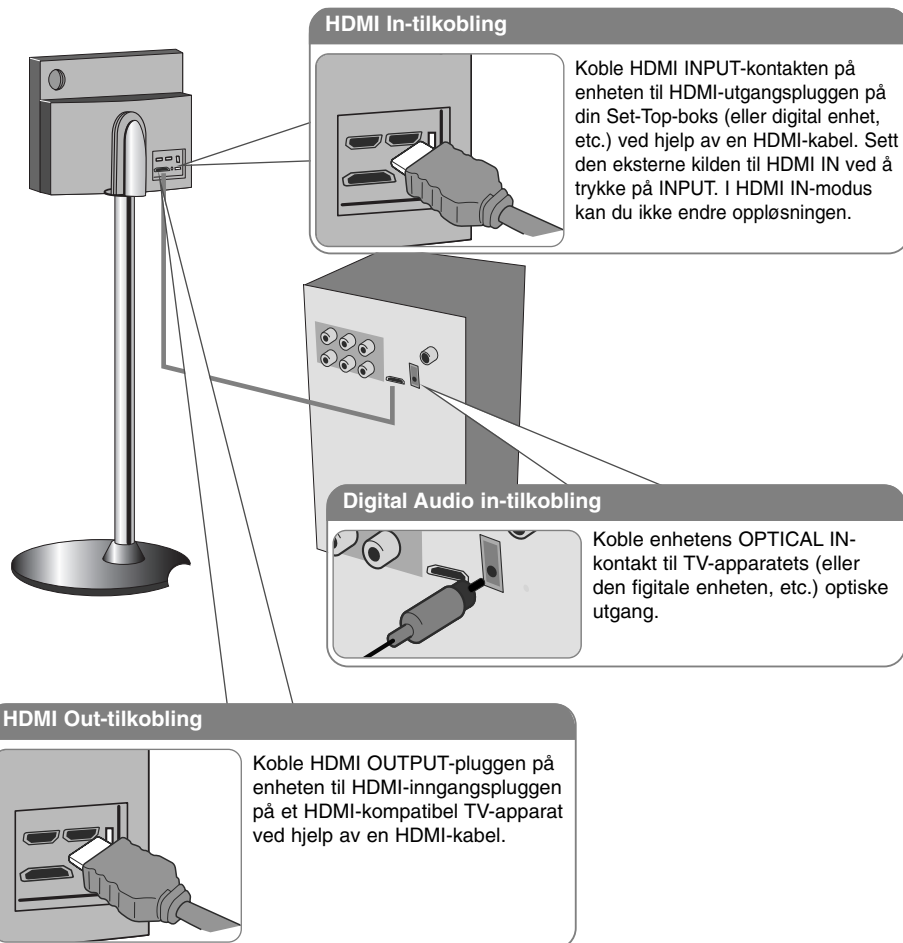 HDMI In-tilkobling
Koble HDMI INPUT-kontakten på
enheten til HDMI-utgangspluggen på
din Set-Top-boks (eller digital enhet,
etc.) ved hjelp av en HDMI-kabel. Sett
den eksterne kilden til HDMI IN ved å
trykke på INPUT. I HDMI IN-modus
kan du ikke endre oppløsningen.
Digital Audio in-tilkobling
Koble enhetens OPTICAL IN-
kontakt til TV-apparatets (eller
den figitale enheten, etc.) optiske
utgang.
HDMI Out-tilkobling
Koble HDMI OUTPUT-pluggen på
enheten til HDMI-inngangspluggen
på et HDMI-kompatibel TV-apparat
ved hjelp av en HDMI-kabel.